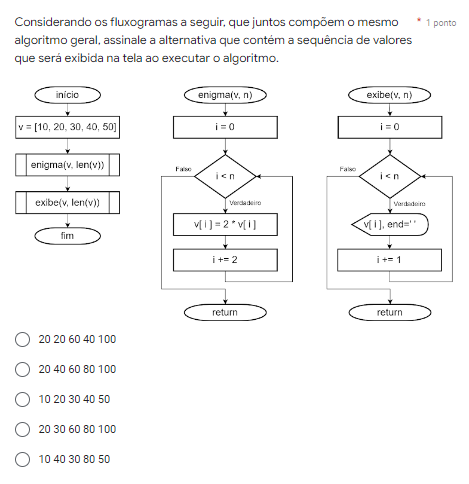 Considerando os fluxogramas a seguir, que juntos compõem o mesmo * 1 ponto
algoritmo geral, assinale a alternativa que contém a sequência de valores
que será exibida na tela ao executar o algoritmo.
início
v = [10, 20, 30, 40, 50]
enigma(v, len(v))
exibe(v, len(v))
fim
enigma(v, n)
i = 0
Falso
i < n
Verdadeiro
v[ i ] = 2 * v[ i ]
i += 2
return
exibe(v, n)
i = 0
Falso
i < n
Verdadeiro
v[ i ], end=' '
i += 1
return
20 20 60 40 100
20 40 60 80 100
10 20 30 40 50
20 30 60 80 100
10 40 30 80 50